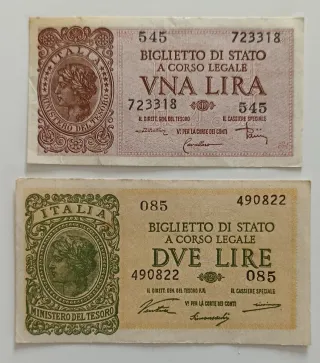 545 723318
ITALIA
BIGLIETTO DI STATO
A CORSO LEGALE
VNA LIRA
723318 545
MINISTERO DEL TESORO
IL DIRETT. GEN. DEL TESORO IL CASSIERE SPECIALE
VI° PER LA CORTE DEI CONTI
085 490822
ITALIA
BIGLIETTO DI STATO
A CORSO LEGALE
DVE LIRE
490822 085
MINISTERO DEL TESORO
IL DIRETT. GEN. DEL TESORO IL CASSIERE SPECIALE
VI° PER LA CORTE DEI CONTI